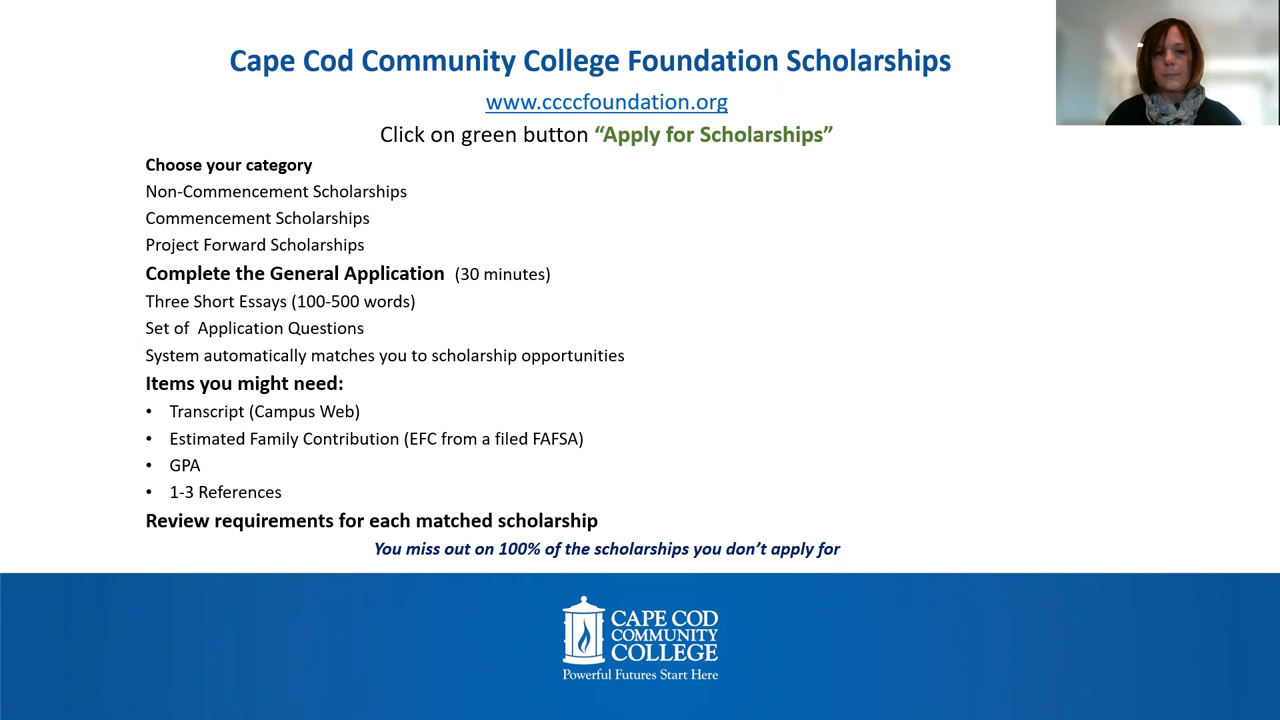 Cape Cod Community College Foundation Scholarships
www.ccccfoundation.org
Click on green button “Apply for Scholarships”
Choose your category
Non-Commencement Scholarships
Commencement Scholarships
Project Forward Scholarships
Complete the General Application (30 minutes)
Three Short Essays (100-500 words)
Set of Application Questions
System automatically matches you to scholarship opportunities
Items you might need:
• Transcript (Campus Web)
• Estimated Family Contribution (EFC from a filed FAFSA)
• GPA
• 1-3 References
Review requirements for each matched scholarship
You miss out on 100% of the scholarships you don’t apply for
CAPE COD
COMMUNITY
COLLEGE
Powerful Futures Start Here